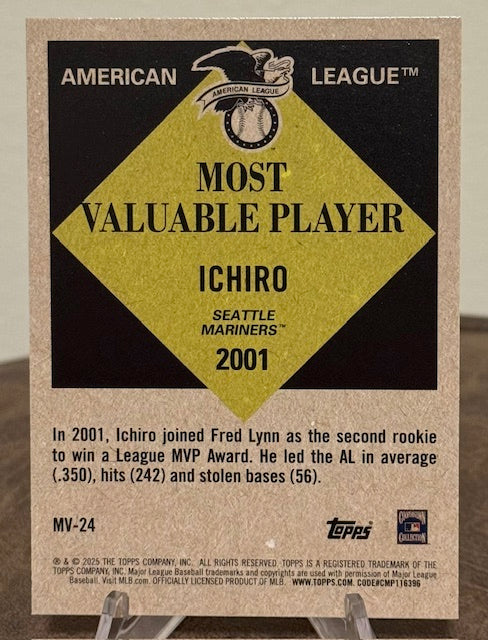 AMERICAN LEAGUE™
AMERICAN LEAGUE
MOST
VALUABLE PLAYER
ICHIRO
SEATTLE
MARINERS™
2001
In 2001, Ichiro joined Fred Lynn as the second rookie
to win a League MVP Award. He led the AL in average
(.350), hits (242) and stolen bases (56).
MV-24
Topps
COOPERSTOWN
COLLECTION
® & © 2025 THE TOPPS COMPANY, INC. ALL RIGHTS RESERVED. TOPPS IS A REGISTERED TRADEMARK OF THE
TOPPS COMPANY, INC. Major League Baseball trademarks and copyrights are used with permission of Major League
Baseball. Visit MLB.com. OFFICIALLY LICENSED PRODUCT OF MLB. WWW.TOPPS.COM. CODE#CMP116396